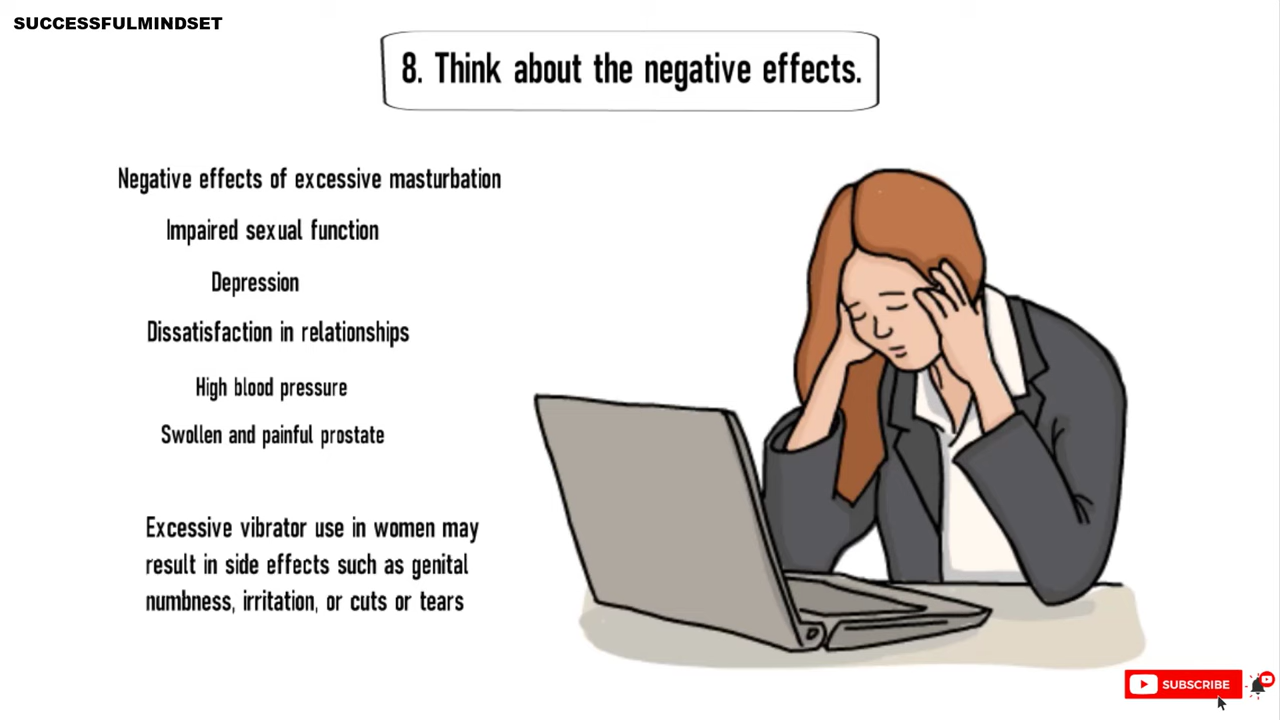 SUCCESSFULMINDSET
8. Think about the negative effects.
Negative effects of excessive masturbation
Impaired sexual function
Depression
Dissatisfaction in relationships
High blood pressure
Swollen and painful prostate
Excessive vibrator use in women may
result in side effects such as genital
numbness, irritation, or cuts or tears
SUBSCRIBE